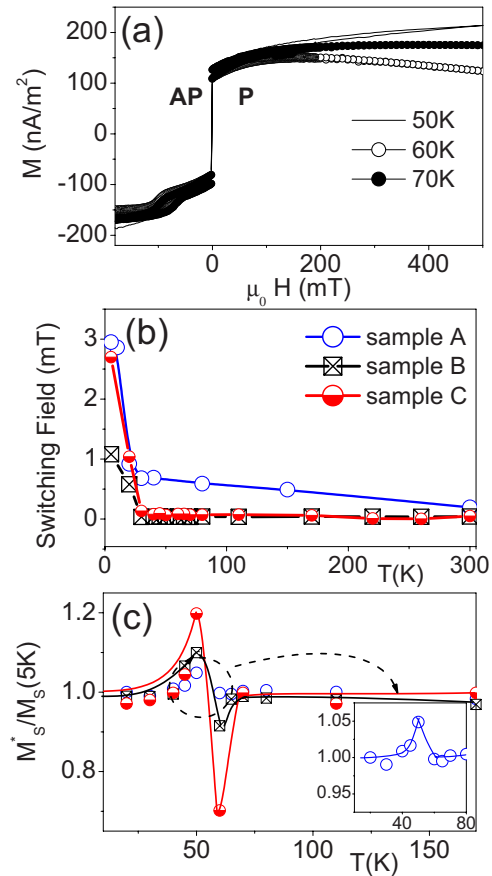 (a)
200
100
0
-100
-200
M (nA/m²)
AP P
50K
60K
70K
0 200 400
μ₀ H (mT)
(b)
3
2
1
0
Switching Field (mT)
sample A
sample B
sample C
0 100 200 300
T(K)
(c)
1.2
1.0
0.8
M*S/MS (5K)
1.05
1.00
0.95
40 80
50 100 150
T(K)